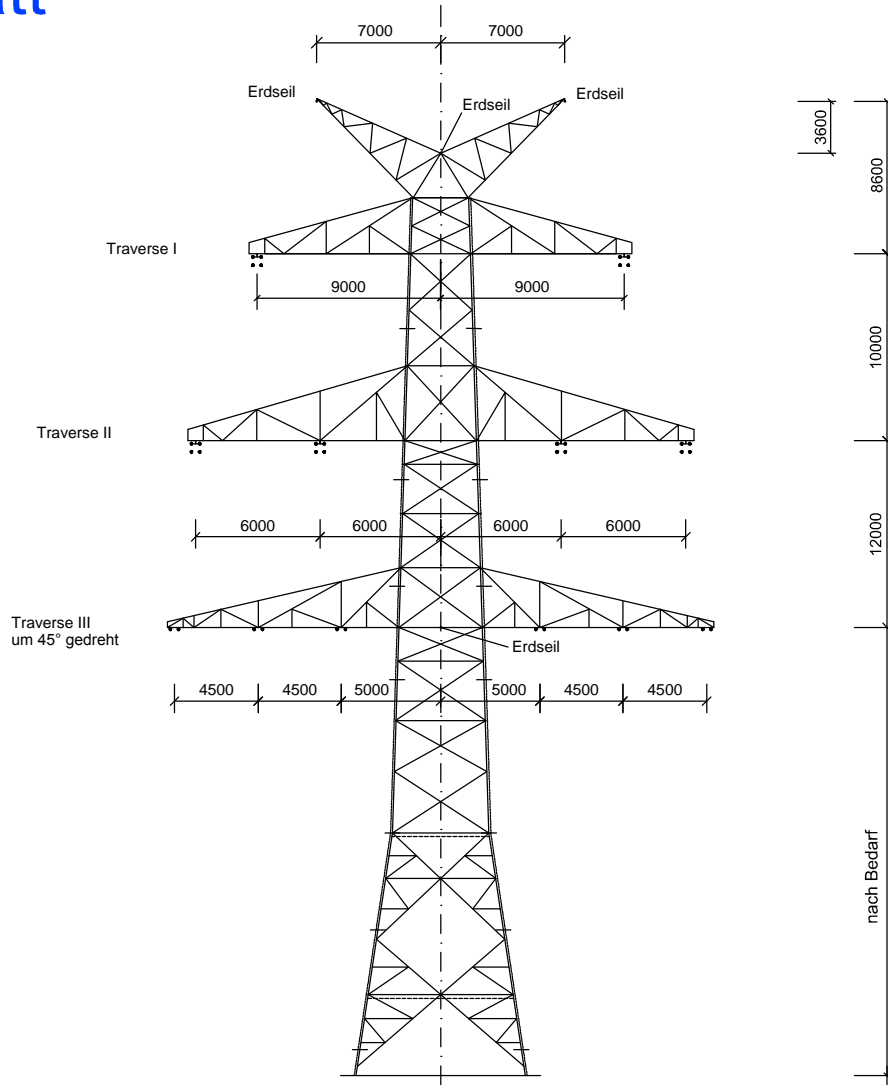 7000 7000
Erdseil
Erdseil
Erdseil
3600
8600
Traverse I
9000 9000
10000
Traverse II
6000 6000 6000 6000
12000
Traverse III
um 45° gedreht
Erdseil
4500 4500 5000 5000 4500 4500
nach Bedarf